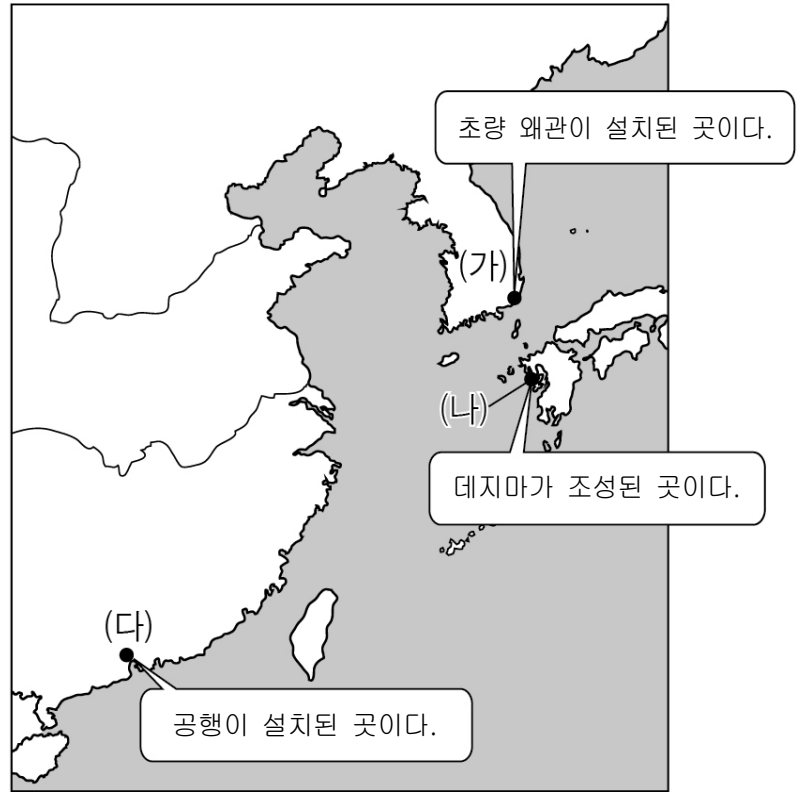 초량 왜관이 설치된 곳이다.
(가)
(나)
데지마가 조성된 곳이다.
(다)
공행이 설치된 곳이다.